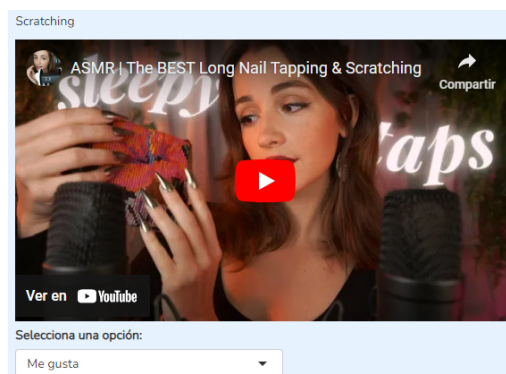 Scratching
ASMR | The BEST Long Nail Tapping & Scratching
Compartir
sleepy
taps
Ver en YouTube
Selecciona una opción:
Me gusta